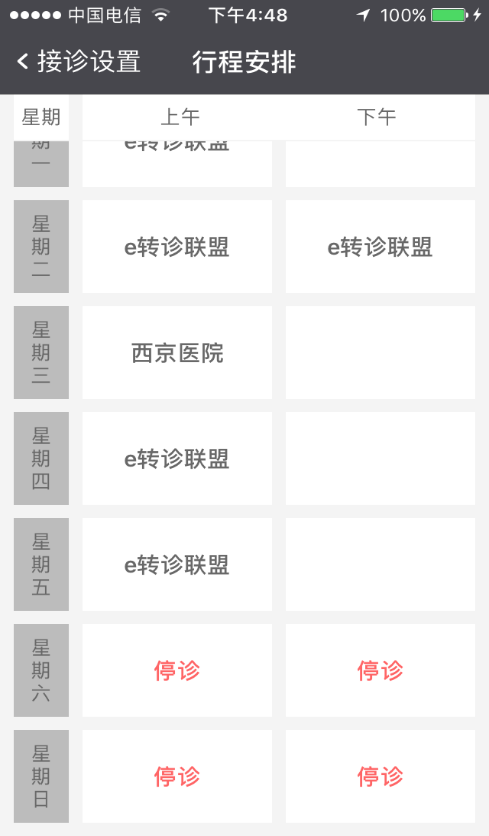 中国电信 下午4:48 100%
接诊设置 行程安排
星期 上午 下午
期一 e转诊联盟
星期二 e转诊联盟 e转诊联盟
星期三 西京医院
星期四 e转诊联盟
星期五 e转诊联盟
星期六 停诊 停诊
星期日 停诊 停诊